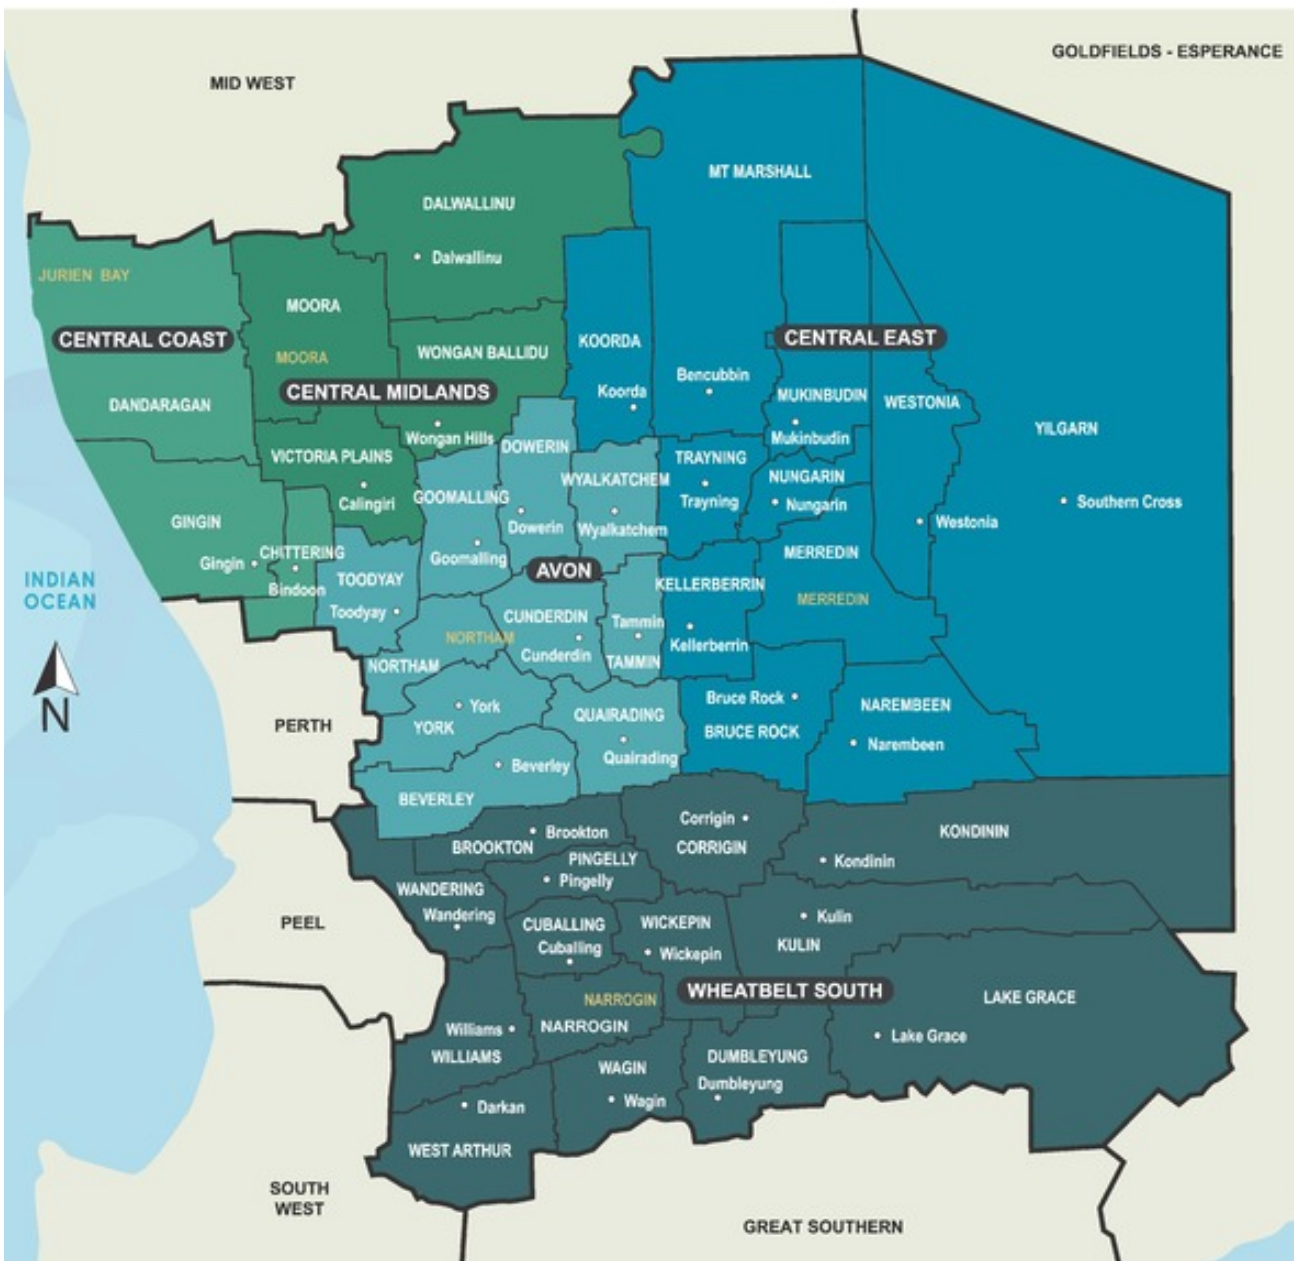 GOLDFIELDS - ESPERANCE
MID WEST
MT MARSHALL
DALWALLINU
Dalwallinu
JURIEN BAY
MOORA
CENTRAL COAST
CENTRAL EAST
KOORDA
WONGAN BALLIDU
MOORA
Bencubbin
CENTRAL MIDLANDS
Koorda
MUKINBUDIN
WESTONIA
DANDARAGAN
YILGARN
Wongan Hills
Mukinbudin
DOWERIN
VICTORIA PLAINS
TRAYNING
NUNGARIN
WYALKATCHEM
GOOMALLING
Calingiri
Trayning
Nungarin
Southern Cross
GINGIN
Dowerin
Wyalkatchem
Westonia
CHITTERING
Goomalling
MERREDIN
Gingin
AVON
INDIAN
OCEAN
TOODYAY
KELLERBERRIN
Bindoon
MERREDIN
Toodyay
CUNDERDIN
Tammin
NORTHAM
Kellerberrin
Cunderdin
NORTHAM
TAMMIN
Bruce Rock
York
NAREMBEEN
N
QUAIRADING
PERTH
YORK
BRUCE ROCK
Narembeen
Quairading
Beverley
BEVERLEY
Corrigin
Brookton
KONDININ
BROOKTON
CORRIGIN
PINGELLY
Kondinin
Pingelly
WANDERING
Wandering
Kulin
PEEL
CUBALLING
WICKEPIN
KULIN
Cuballing
Wickepin
WHEATBELT SOUTH
NARROGIN
LAKE GRACE
Williams
NARROGIN
Lake Grace
WILLIAMS
DUMBLEYUNG
WAGIN
Dumbleyung
Darkan
Wagin
WEST ARTHUR
SOUTH
WEST
GREAT SOUTHERN